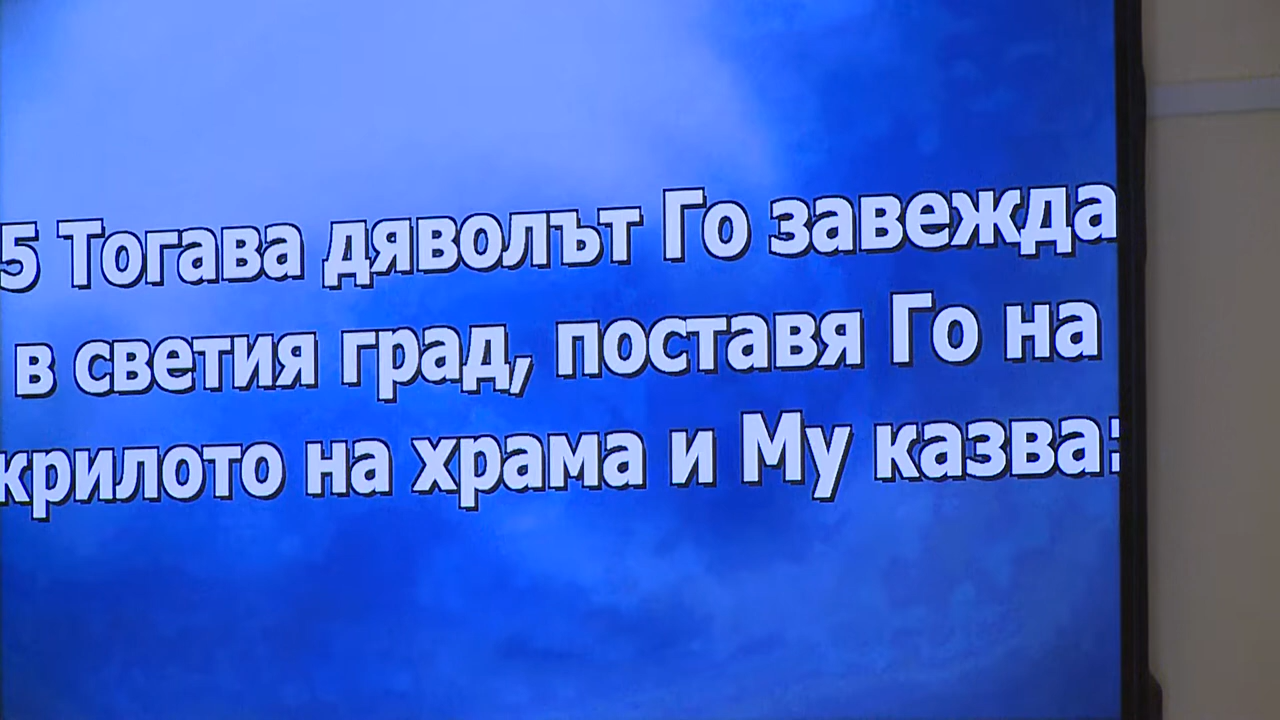 5 Тогава дяволът Го завежда
в светия град, поставя Го на
крилото на храма и Му казва: